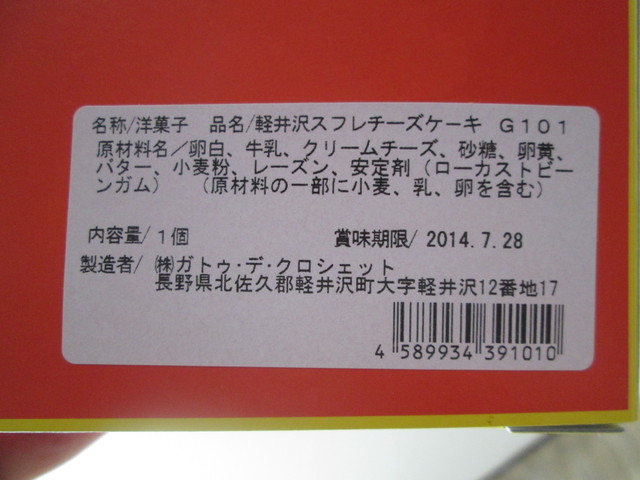 名称/洋菓子 品名/軽井沢スフレチーズケーキ G101
原材料名/卵白、牛乳、クリームチーズ、砂糖、卵黄、
バター、小麦粉、レーズン、安定剤(ローカストビー
ンガム) (原材料の一部に小麦、乳、卵を含む)
内容量/1個 賞味期限/2014.7.28
製造者/㈱ガトゥ・デ・クロシェット
長野県北佐久郡軽井沢町大字軽井沢12番地17
4 589934 391010